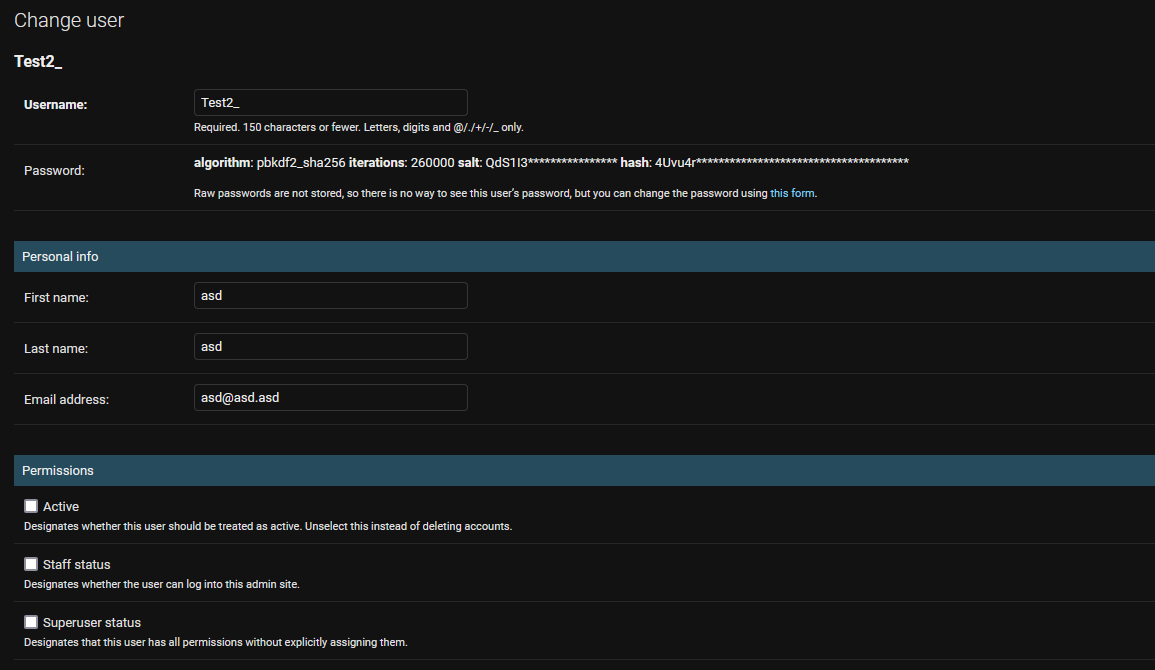 Change user
Test2_
Username:
Test2_
Required. 150 characters or fewer. Letters, digits and @/./+/-/_ only.
Password:
algorithm: pbkdf2_sha256 iterations: 260000 salt: QdS1I3**************** hash: 4Uvu4r**************************************
Raw passwords are not stored, so there is no way to see this user’s password, but you can change the password using this form.
Personal info
First name:
asd
Last name:
asd
Email address:
asd@asd.asd
Permissions
Active
Designates whether this user should be treated as active. Unselect this instead of deleting accounts.
Staff status
Designates whether the user can log into this admin site.
Superuser status
Designates that this user has all permissions without explicitly assigning them.